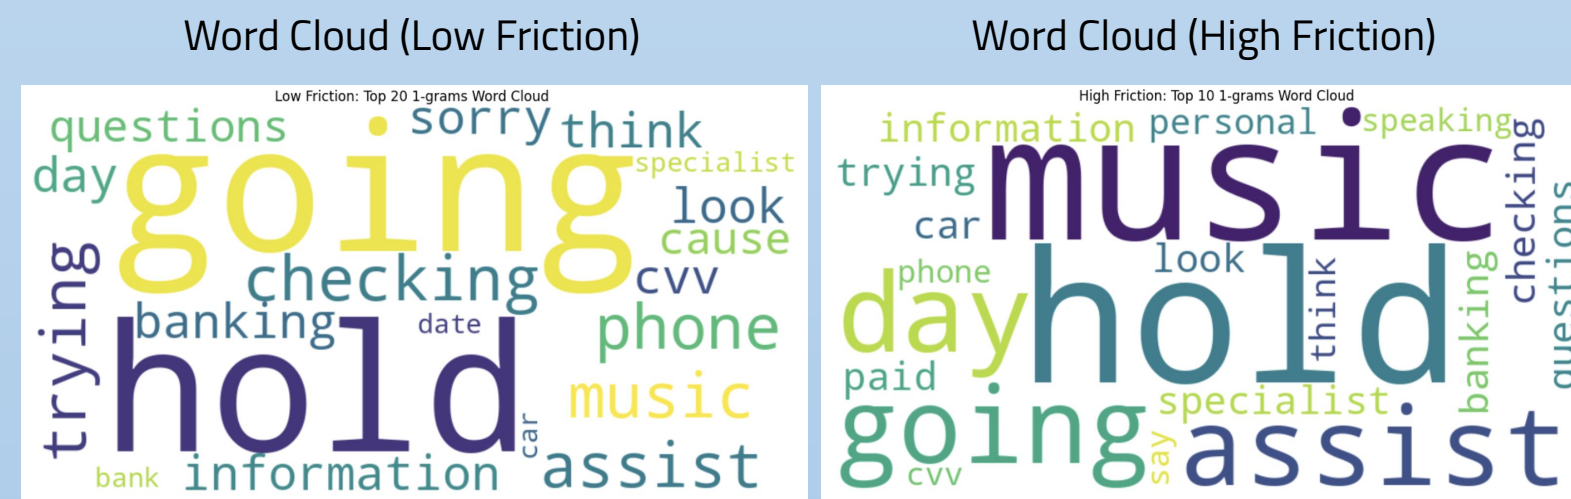 Word Cloud (Low Friction)
Low Friction: Top 20 1-grams Word Cloud
questions
sorry
think
day
going
specialist
look
cause
trying
checking
cvv
banking
date
phone
hold
music
car
bank
information
assist
Word Cloud (High Friction)
High Friction: Top 10 1-grams Word Cloud
information
personal
speaking
trying
music
checking
car
look
questions
phone
day
hold
think
banking
paid
going
specialist
cvv
say
assist